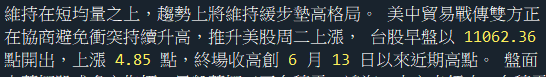 維持在短均量之上，趨勢上將維持緩步墊高格局。 美中貿易戰傳雙方正
在協商避免衝突持續升高，推升美股周二上漲， 台股早盤以 11062.36
點開出，上漲 4.85 點，終場收高創 6 月 13 日以來近期高點。 盤面